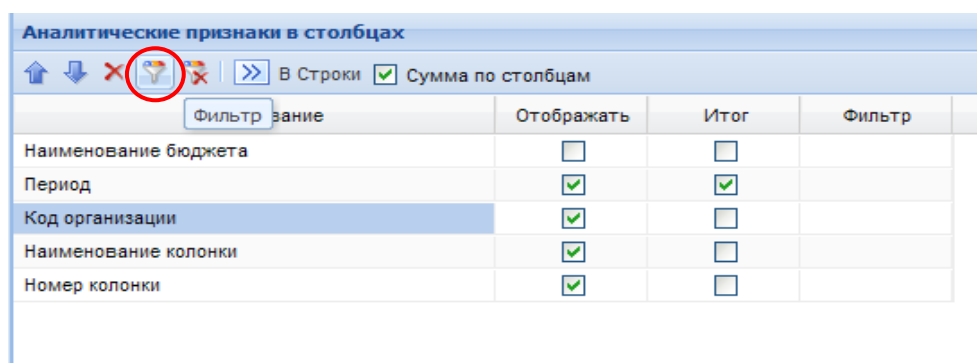 Аналитические признаки в столбцах
В Строки Сумма по столбцам
Фильтр вание Отображать Итог Фильтр
Наименование бюджета
Период
Код организации
Наименование колонки
Номер колонки